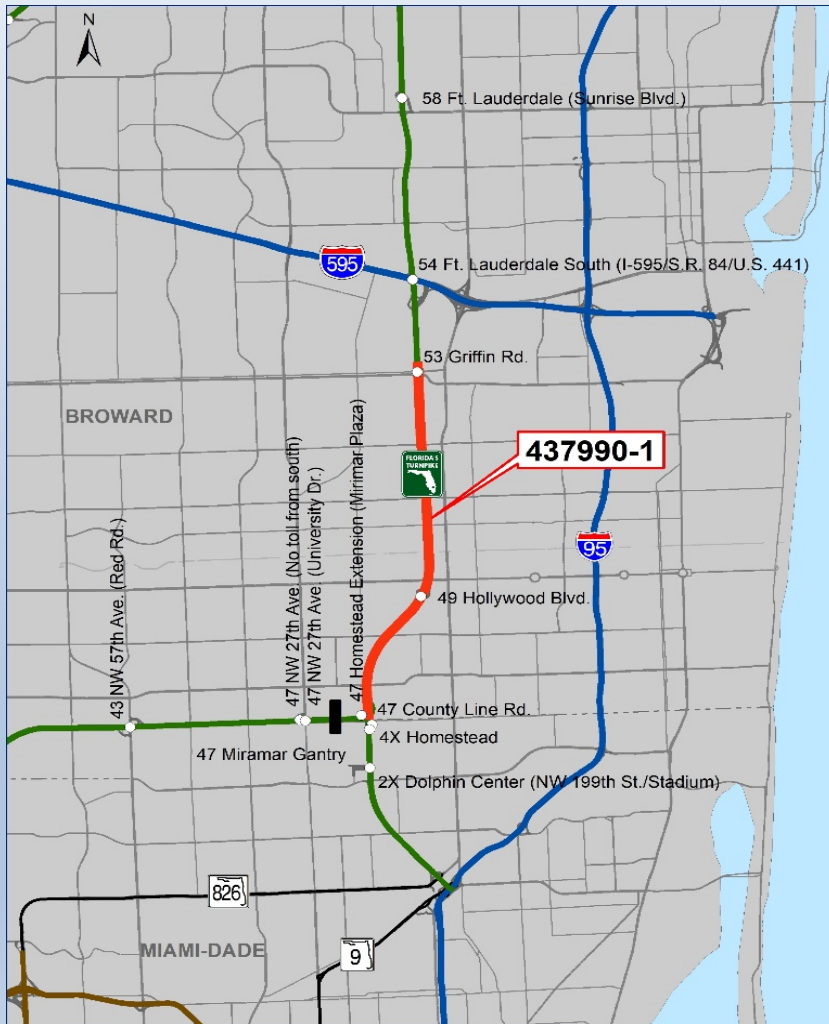 N
58 Ft. Lauderdale (Sunrise Blvd.)
595
54 Ft. Lauderdale South (I-595/S.R. 84/U.S. 441)
53 Griffin Rd.
BROWARD
437990-1
FLORIDA'S
TURNPIKE
95
43 NW 57th Ave. (Red Rd.)
47 NW 27th Ave. (No toll from south)
47 NW 27th Ave. (University Dr.)
47 Homestead Extension (Mirimar Plaza)
49 Hollywood Blvd.
47 County Line Rd.
4X Homestead
47 Miramar Gantry
2X Dolphin Center (NW 199th St./Stadium)
826
9
MIAMI-DADE